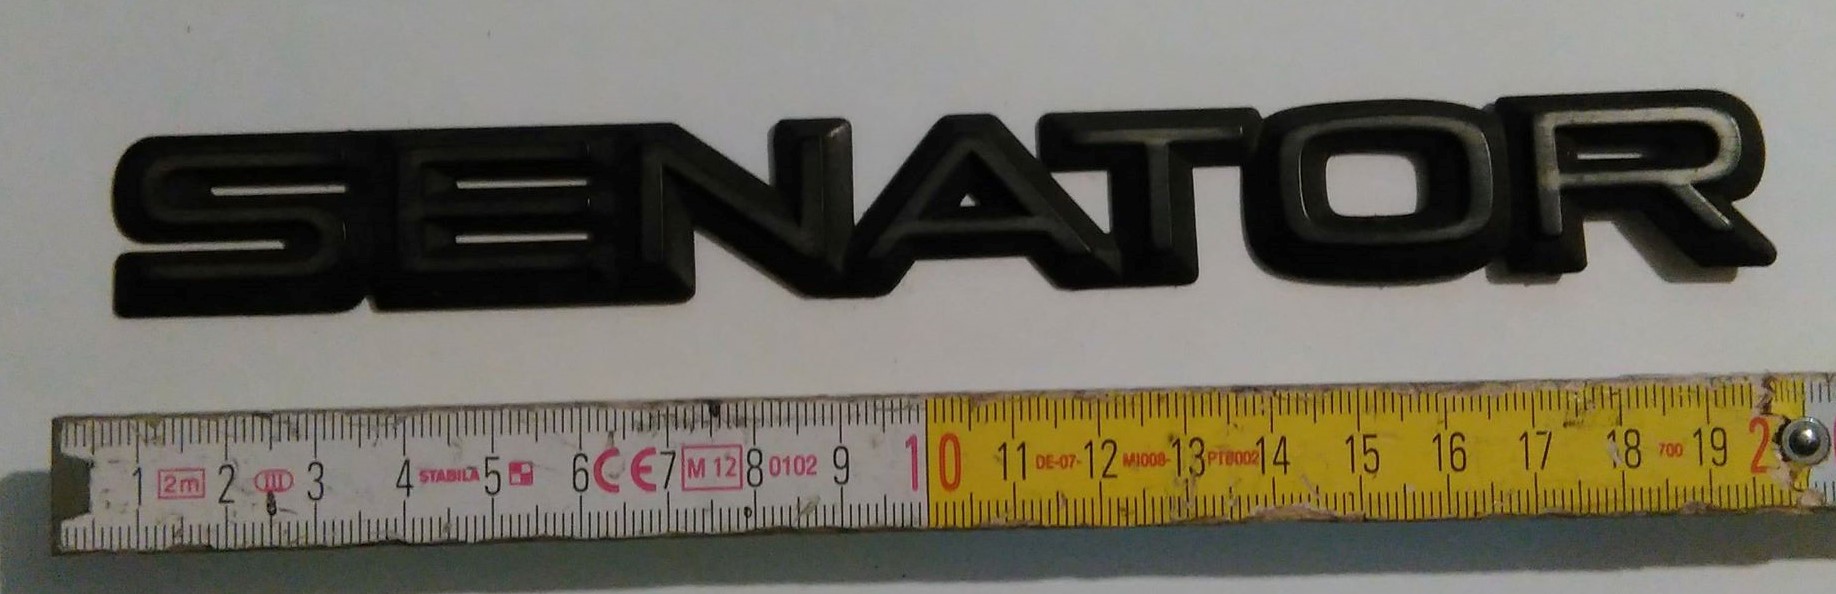 SENATOR
1 2m 2 III 3 4 STABILA 5 6 CE 7 M 12 8 0102 9 10 11 DE-07- 12 MI008- 13 PTB002 14 15 16 17 18 700 19 2